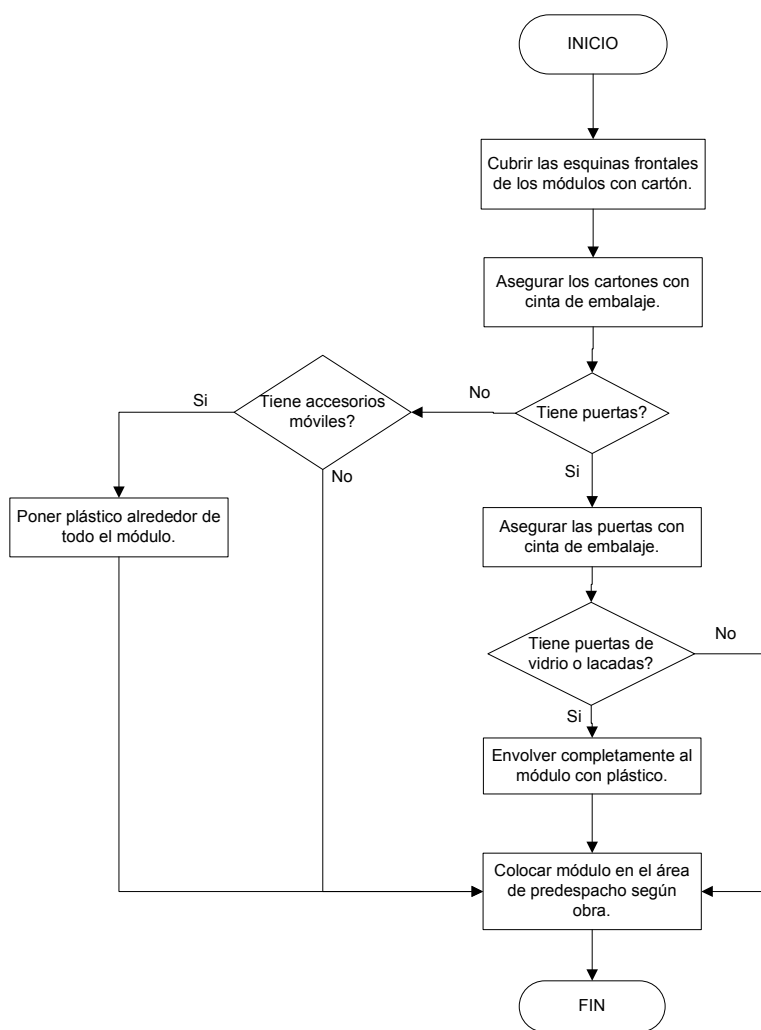 INICIO
Cubrir las esquinas frontales
de los módulos con cartón.
Asegurar los cartones con
cinta de embalaje.
Tiene puertas?
No
Tiene accesorios
móviles?
Si
No
Si
Poner plástico alrededor de
todo el módulo.
Asegurar las puertas con
cinta de embalaje.
Tiene puertas de
vidrio o lacadas?
No
Si
Envolver completamente al
módulo con plástico.
Colocar módulo en el área
de predespacho según
obra.
FIN